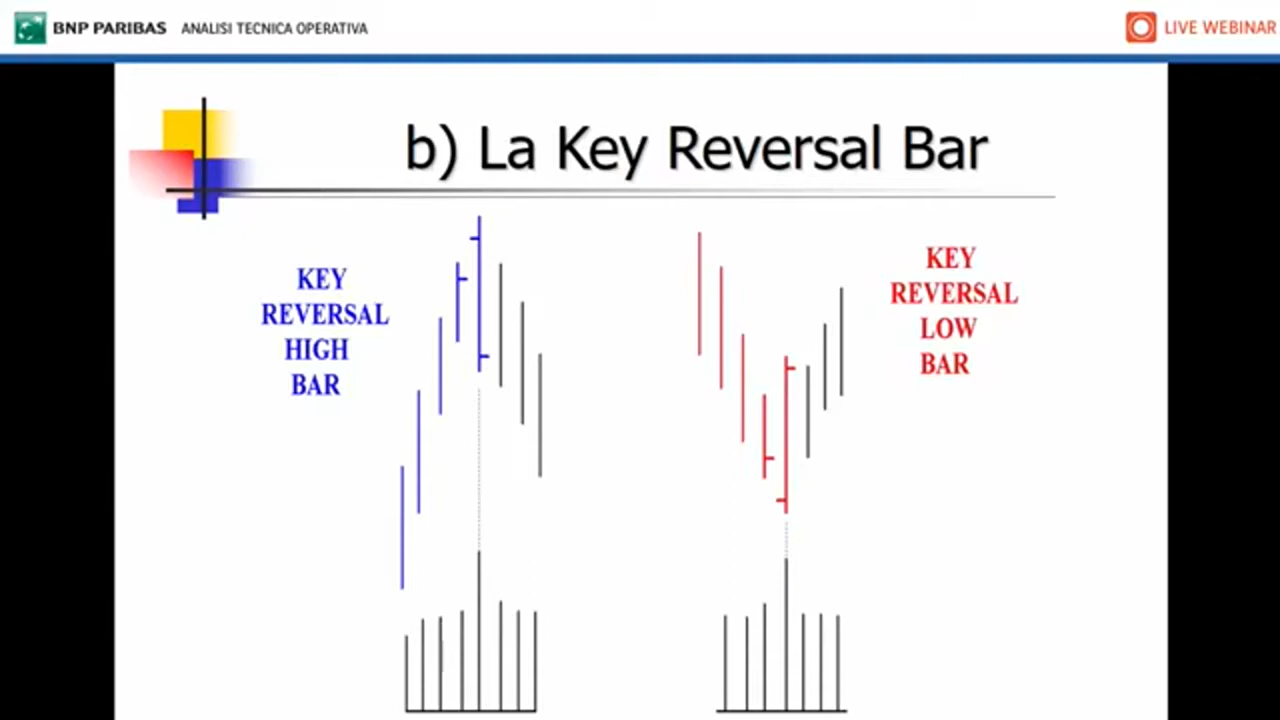 BNP PARIBAS ANALISI TECNICA OPERATIVA
LIVE WEBINAR
b) La Key Reversal Bar
KEY
REVERSAL
HIGH
BAR
KEY
REVERSAL
LOW
BAR